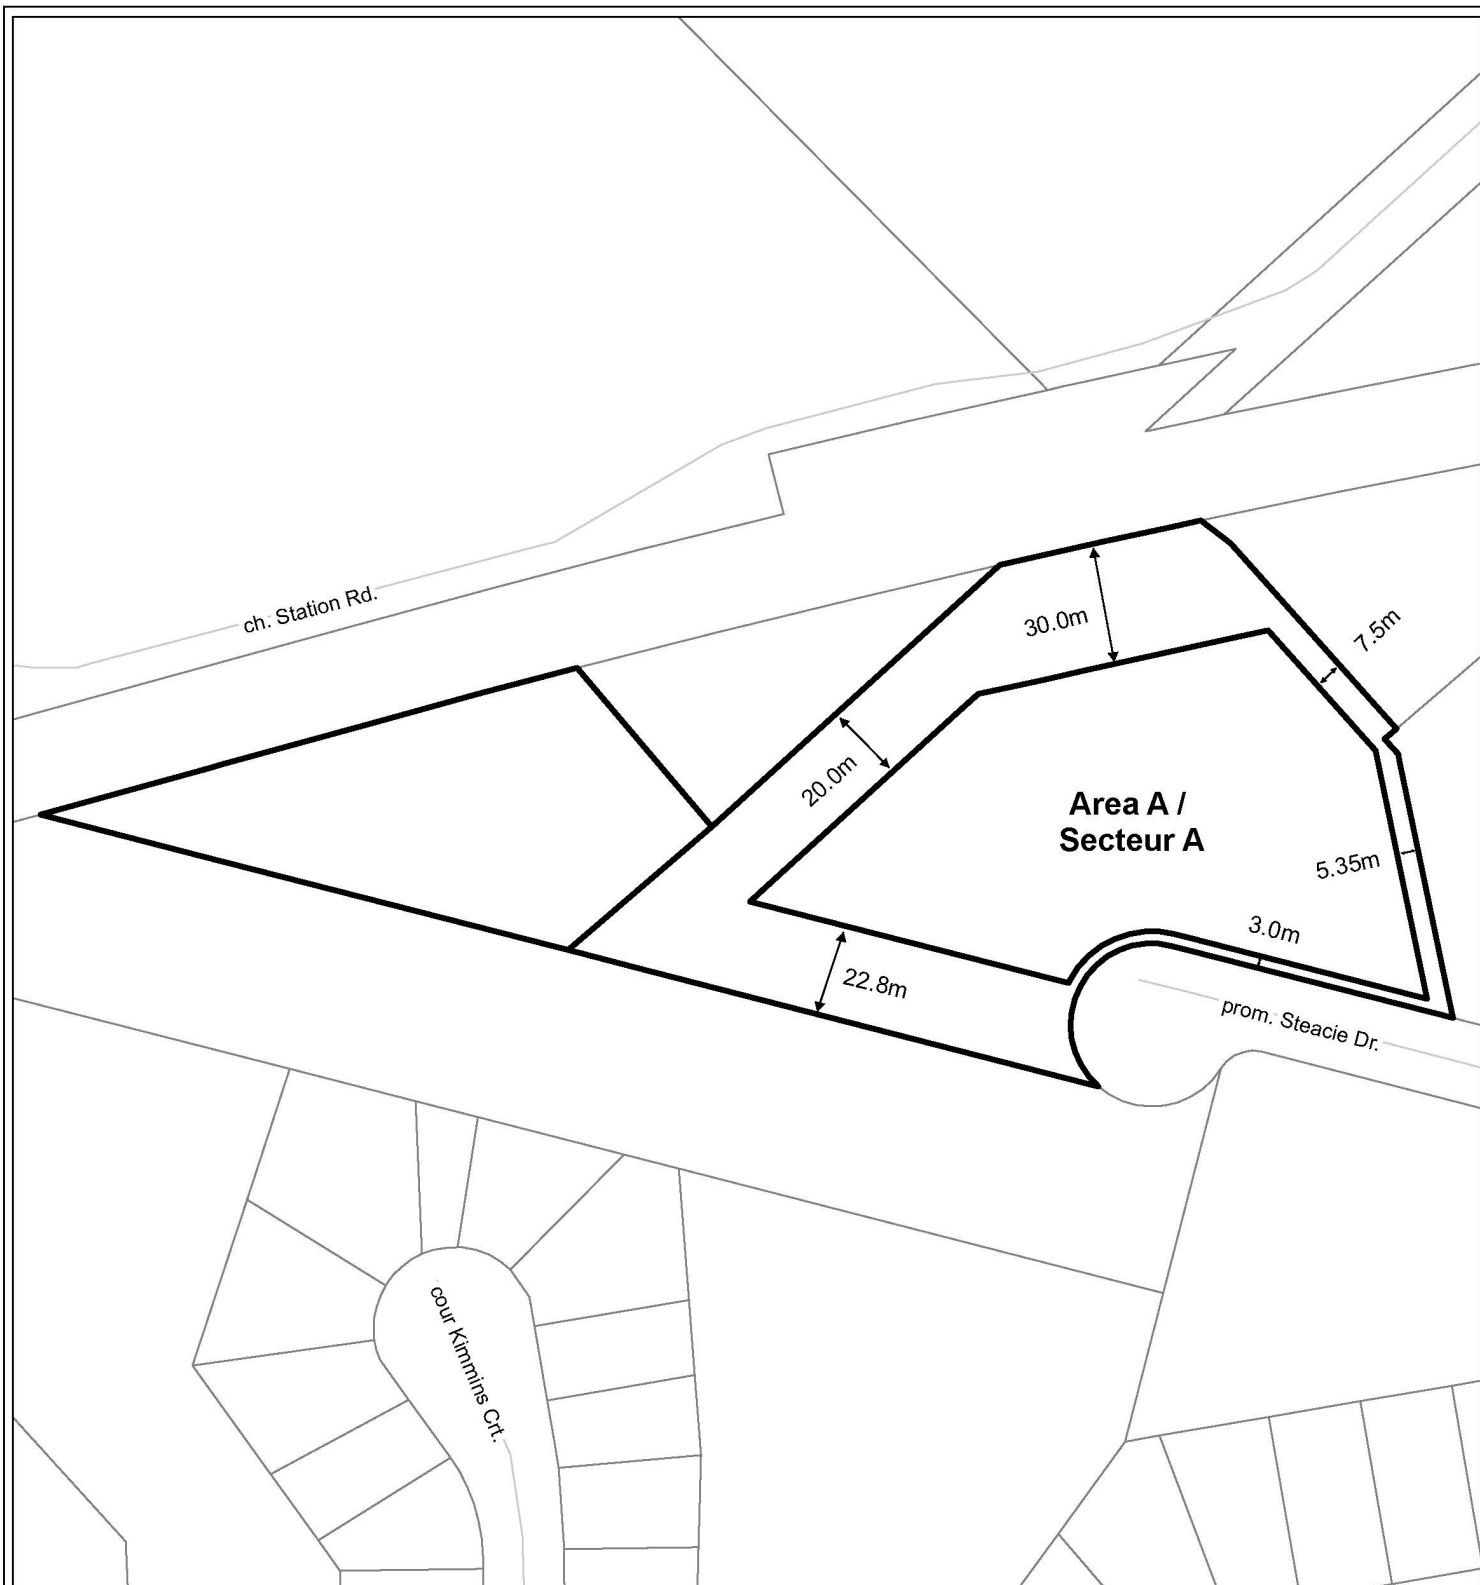 ch. Station Rd.
30.0m
7.5m
20.0m
Area A /
Secteur A
5.35m
3.0m
22.8m
prom. Steacie Dr.
cour Kimmins Crt.